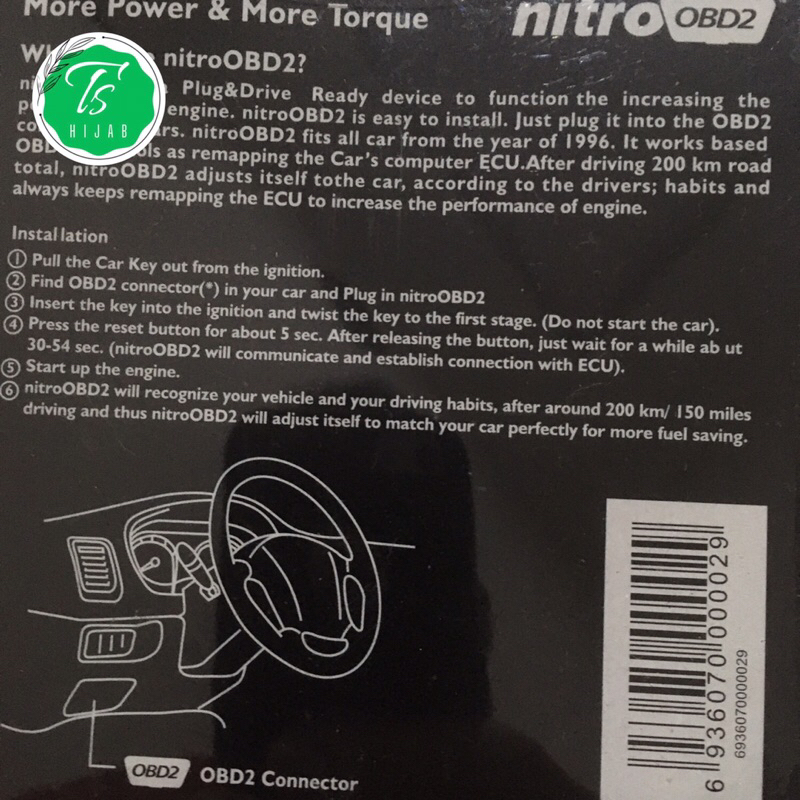 More Power & More Torque
nitro OBD2
nitroOBD2?
Ts
HIJAB
Plug&Drive Ready device to function the increasing the
engine. nitroOBD2 is easy to install. Just plug it into the OBD2
nitroOBD2 fits all car from the year of 1996. It works based
as remapping the Car's computer ECU.After driving 200 km road
total, nitroOBD2 adjusts itself tothe car, according to the drivers; habits and
always keeps remapping the ECU to increase the performance of engine.
Installation
① Pull the Car Key out from the ignition.
② Find OBD2 connector(*) in your car and Plug in nitroOBD2
③ Insert the key into the ignition and twist the key to the first stage. (Do not start the car).
④ Press the reset button for about 5 sec. After releasing the button, just wait for a while ab ut
30-54 sec. (nitroOBD2 will communicate and establish connection with ECU).
⑤ Start up the engine.
⑥ nitroOBD2 will recognize your vehicle and your driving habits, after around 200 km/ 150 miles
driving and thus nitroOBD2 will adjust itself to match your car perfectly for more fuel saving.
OBD2 OBD2 Connector
6 936070 000029
6936070000029